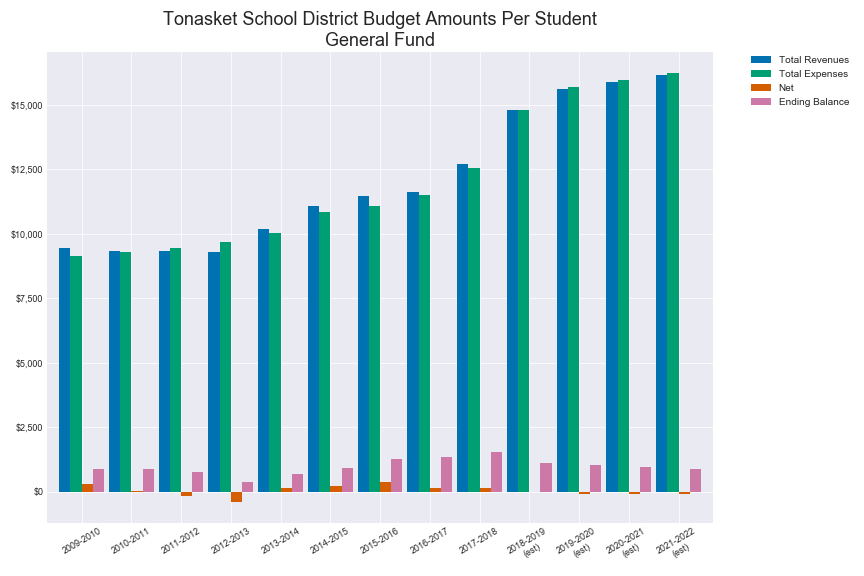 Tonasket School District Budget Amounts Per Student
General Fund
Total Revenues
Total Expenses
Net
Ending Balance
$15,000
$12,500
$10,000
$7,500
$5,000
$2,500
$0
2009-2010
2010-2011
2011-2012
2012-2013
2013-2014
2014-2015
2015-2016
2016-2017
2017-2018
2018-2019
(est)
2019-2020
(est)
2020-2021
(est)
2021-2022
(est)